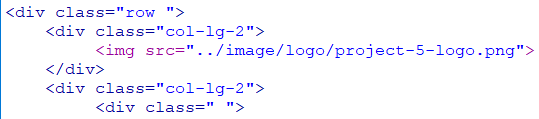 <div class="row ">
<div class="col-lg-2">
<img src="../image/logo/project-5-logo.png">
</div>
<div class="col-lg-2">
<div class=" ">